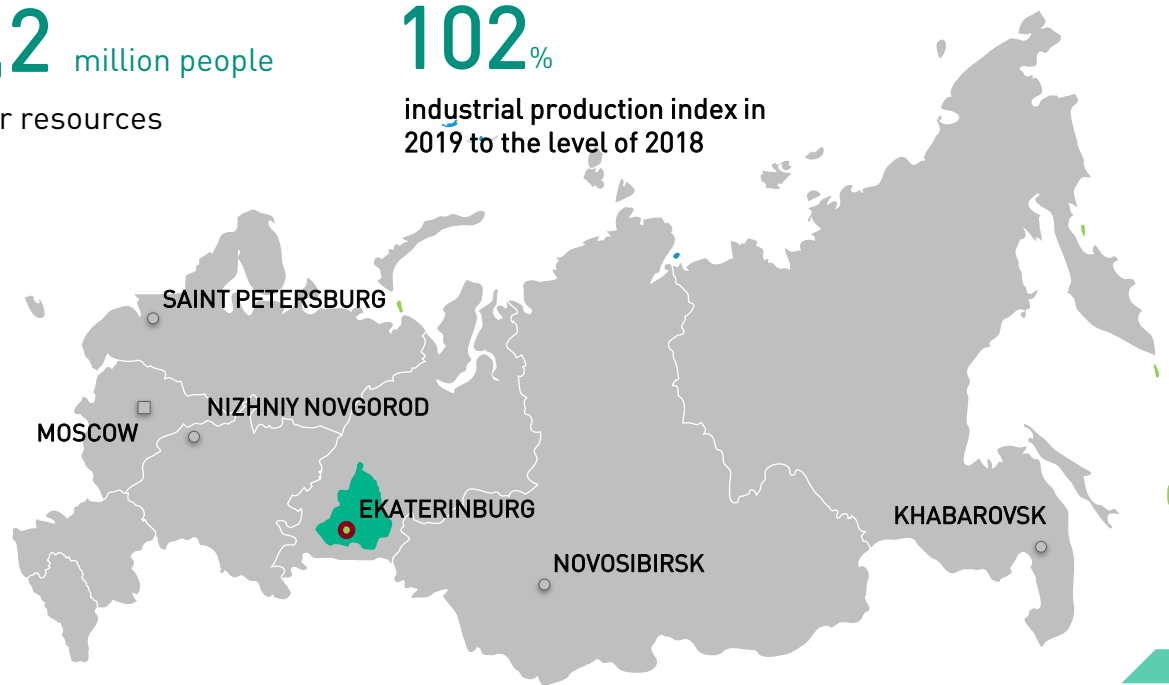 ,2 million people
r resources
102%
industrial production index in
2019 to the level of 2018
SAINT PETERSBURG
NIZHNIY NOVGOROD
MOSCOW
EKATERINBURG
KHABAROVSK
NOVOSIBIRSK